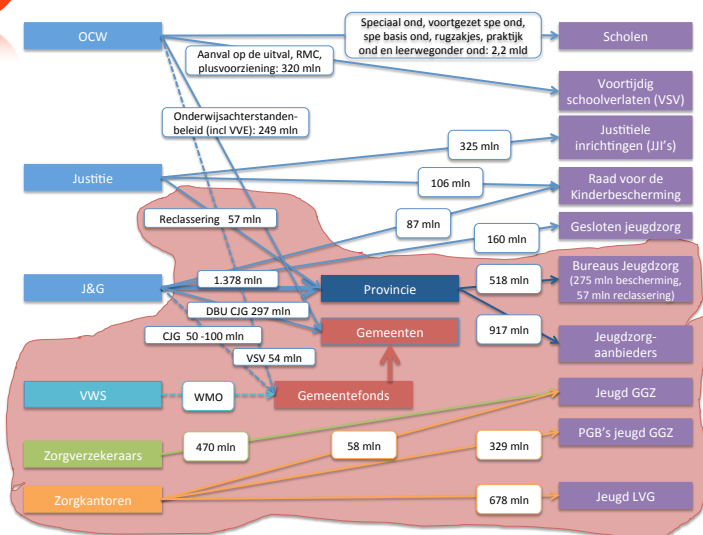 OCW
Speciaal ond, voortgezet spe ond,
spe basis ond, rugzakjes, praktijk
ond en leerwegonder ond: 2,2 mld
Scholen
Aanval op de uitval, RMC,
plusvoorziening: 320 mln
Voortijdig
schoolverlaten (VSV)
Onderwijsachterstanden-
beleid (incl VVE): 249 mln
Justitiele
inrichtingen (JJI's)
325 mln
Justitie
106 mln
Raad voor de
Kinderbescherming
Reclassering 57 mln
87 mln
160 mln
Gesloten jeugdzorg
J&G
1.378 mln
Provincie
518 mln
Bureaus Jeugdzorg
(275 mln bescherming,
57 mln reclassering)
DBU CJG 297 mln
Gemeenten
917 mln
Jeugdzorg-
aanbieders
CJG 50 -100 mln
VSV 54 mln
VWS
WMO
Gemeentefonds
Jeugd GGZ
Zorgverzekeraars
470 mln
58 mln
329 mln
PGB's jeugd GGZ
Zorgkantoren
678 mln
Jeugd LVG